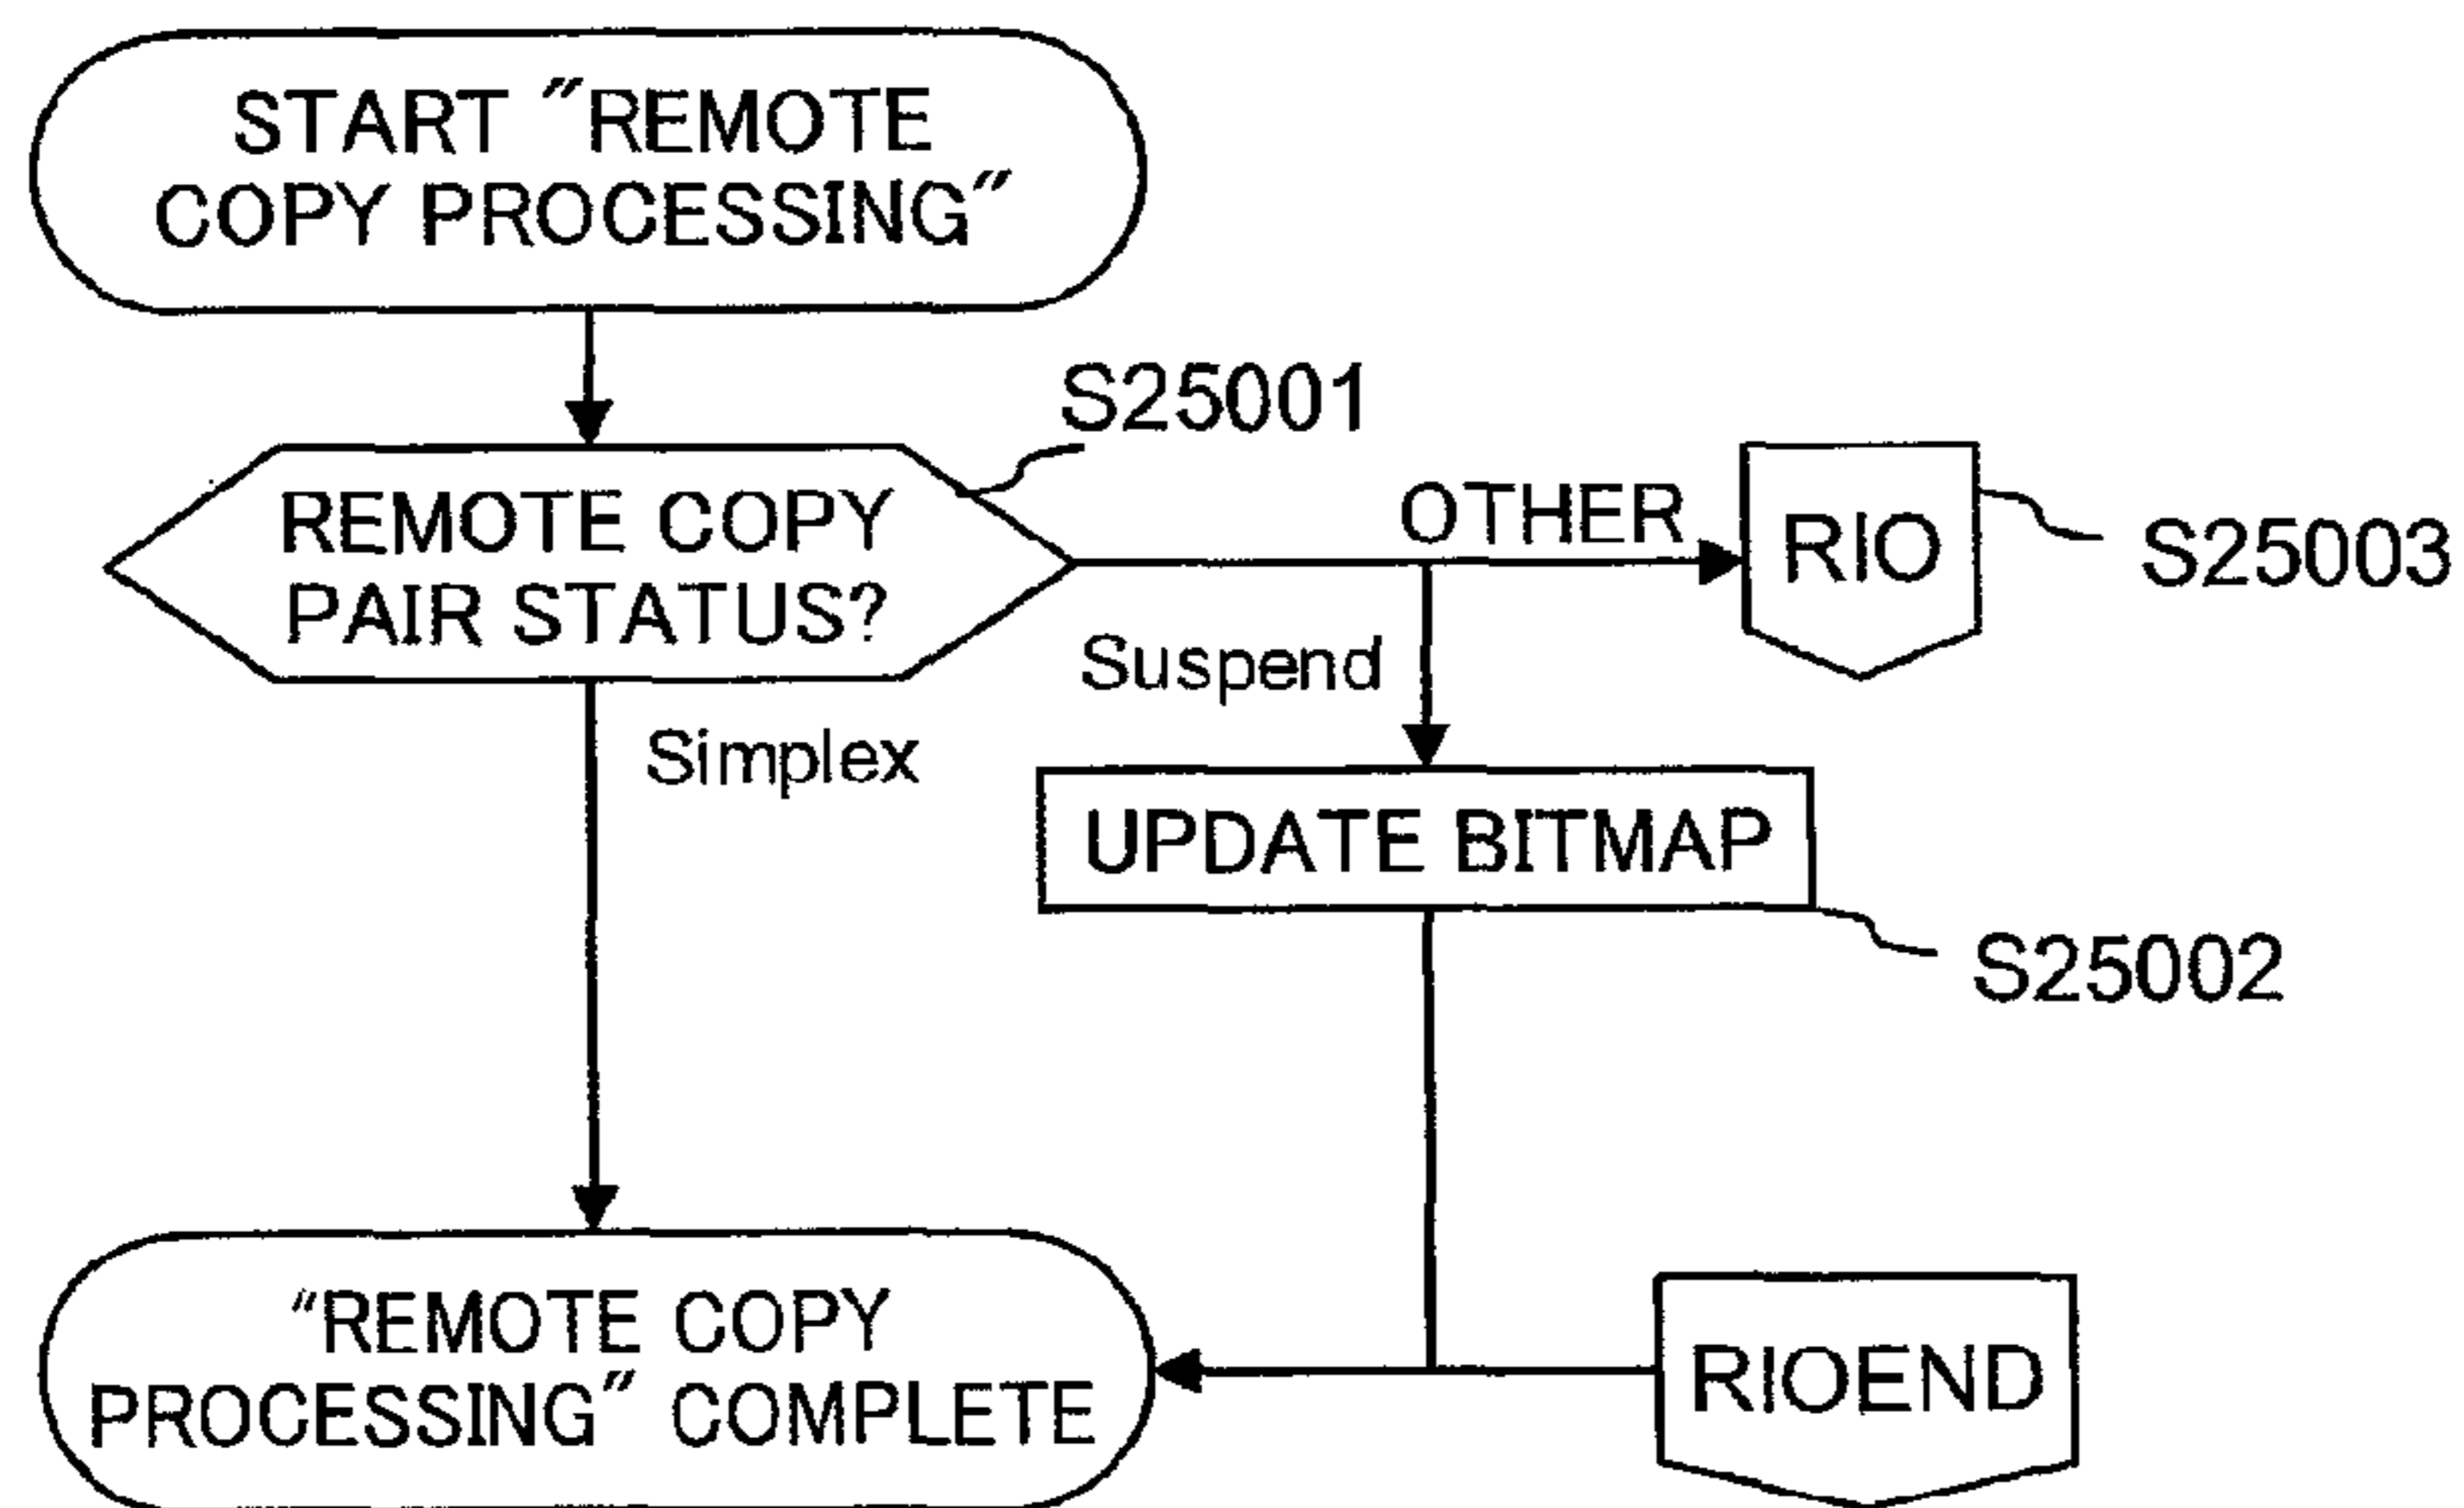 START "REMOTE
COPY PROCESSING"
S25001
REMOTE COPY
PAIR STATUS?
OTHER
RIO
S25003
Suspend
Simplex
UPDATE BITMAP
S25002
"REMOTE COPY
PROCESSING" COMPLETE
RIOEND